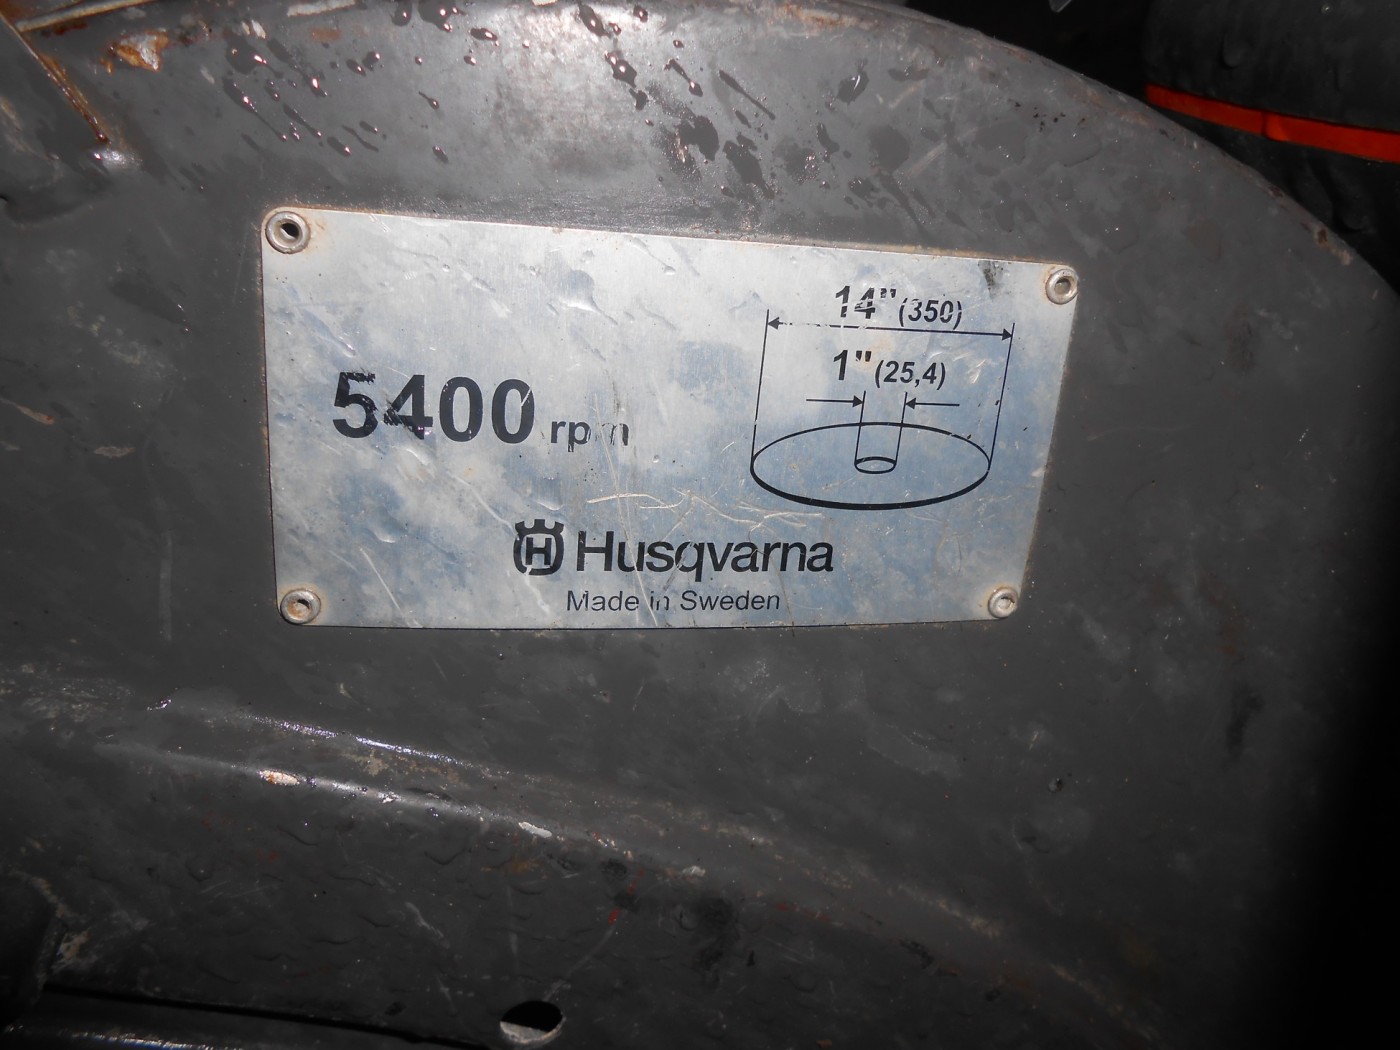 14" (350)
1" (25,4)
5400 rpm
Husqvarna
Made in Sweden